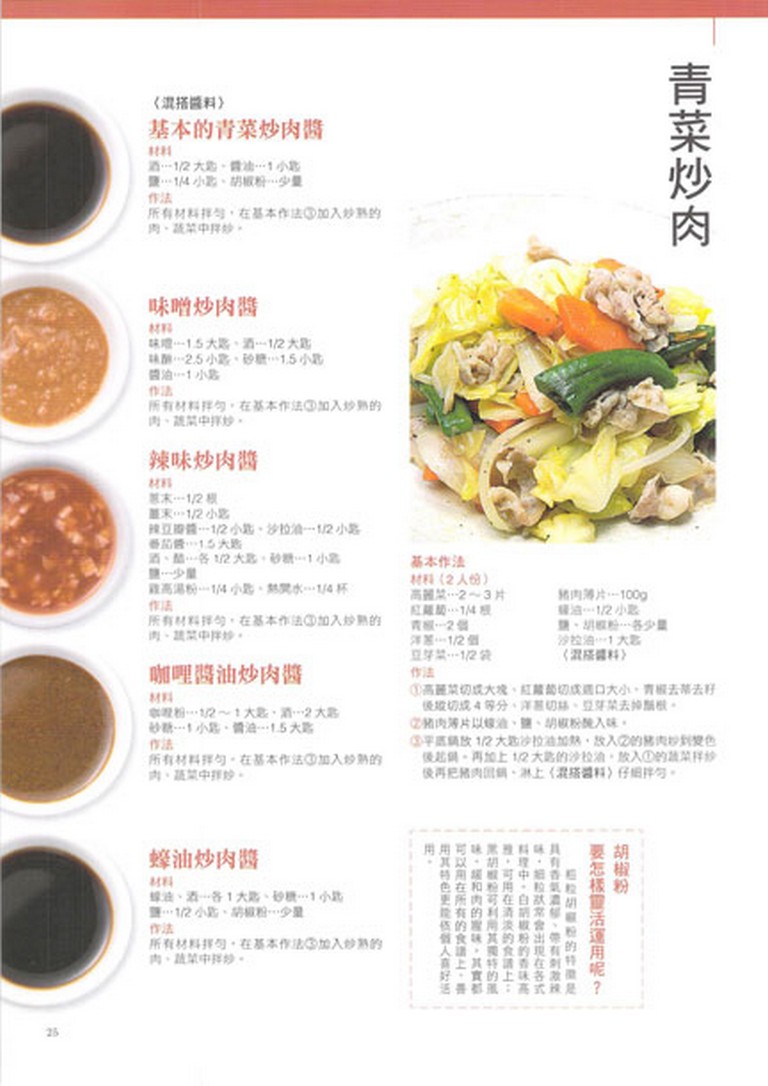 青菜炒肉
〈混搭醬料〉
基本的青菜炒肉醬
材料
酒…1/2 大匙、醬油…1 小匙
鹽…1/4 小匙、胡椒粉…少量
作法
所有材料拌勻，在基本作法③加入炒熟的
肉、蔬菜中拌炒。
味噌炒肉醬
材料
味噌…1.5 大匙、酒…1/2 大匙
味醂…2.5 小匙、砂糖…1.5 小匙
醬油…1 小匙
作法
所有材料拌勻，在基本作法③加入炒熟的
肉、蔬菜中拌炒。
辣味炒肉醬
材料
蔥末…1/2 根
薑末…1/2 小匙
辣豆瓣醬…1/2 小匙、沙拉油…1/2 小匙
番茄醬…1.5 大匙
酒、醋…各 1/2 大匙、砂糖…1 小匙
鹽…少量
雞高湯粉…1/4 小匙、熱開水…1/4 杯
作法
所有材料拌勻，在基本作法③加入炒熟的
肉、蔬菜中拌炒。
咖哩醬油炒肉醬
材料
咖哩粉…1/2～1 大匙、酒…2 大匙
砂糖…1 小匙、醬油…1.5 大匙
作法
所有材料拌勻，在基本作法③加入炒熟的
肉、蔬菜中拌炒。
蠔油炒肉醬
材料
蠔油、酒…各 1 大匙、砂糖…1 小匙
鹽…1/2 小匙、胡椒粉…少量
作法
所有材料拌勻，在基本作法③加入炒熟的
肉、蔬菜中拌炒。
基本作法
材料（2 人份）
高麗菜…2～3 片
紅蘿蔔…1/4 根
青椒…2 個
洋蔥…1/2 個
豆芽菜…1/2 袋
豬肉薄片…100g
蠔油…1/2 小匙
鹽、胡椒粉…各少量
沙拉油…1 大匙
〈混搭醬料〉
作法
①高麗菜切成大塊、紅蘿蔔切成適口大小、青椒去蒂去籽
後縱切成 4 等分、洋蔥切絲、豆芽菜去掉鬚根。
②豬肉薄片以蠔油、鹽、胡椒粉醃入味。
③平底鍋放 1/2 大匙沙拉油加熱，放入②的豬肉炒到變色
後起鍋。再加上 1/2 大匙的沙拉油，放入①的蔬菜拌炒
後再把豬肉回鍋，淋上〈混搭醬料〉仔細拌勻。
胡椒粉
要怎樣靈活運用呢？
粗粒胡椒粉的特徵是
具有香氣濃郁、帶有刺激辣
味，細粒狀常會出現在各式
料理中。白胡椒粉的香味高
雅，可用在清淡的食譜上；
黑胡椒粉可利用其獨特的風
味，緩和肉的腥味。其實都
可以用在所有的食譜上，善
用其特色更能依個人喜好活
用。
25